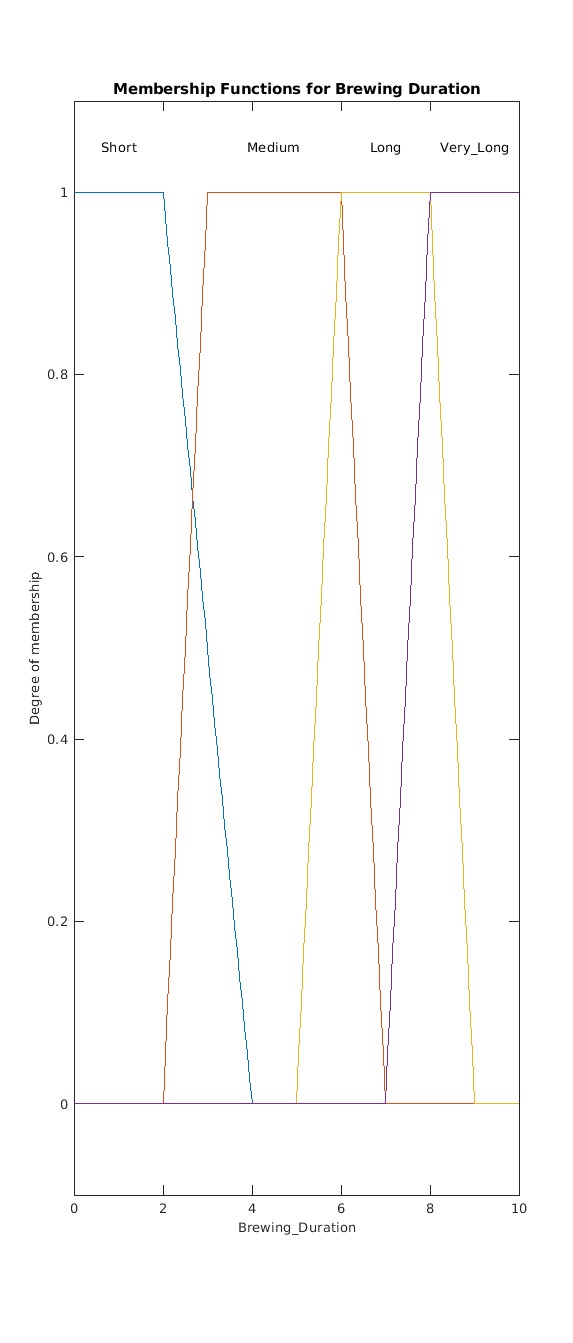 Membership Functions for Brewing Duration
Short Medium Long Very_Long
1
0.8
0.6
0.4
0.2
0
Degree of membership
0 2 4 6 8 10
Brewing_Duration